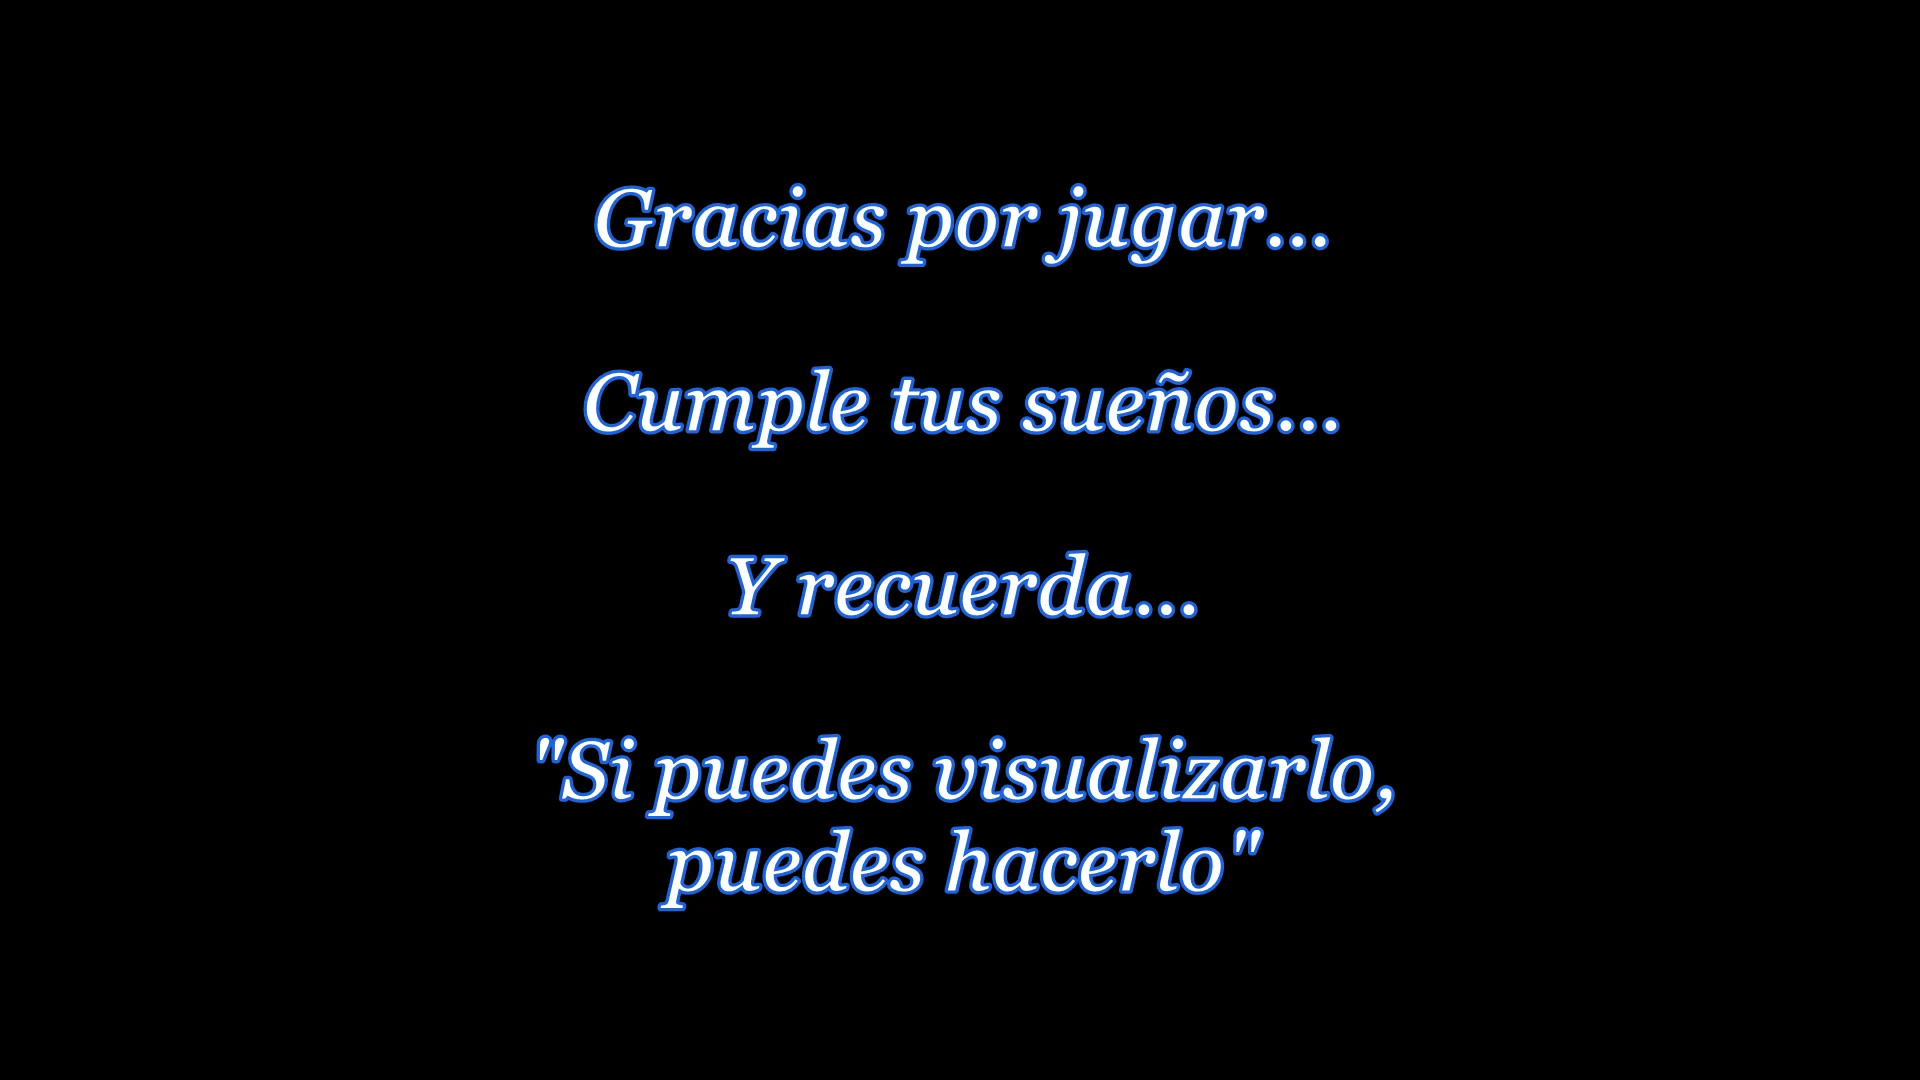 Gracias por jugar...
Cumple tus sueños...
Y recuerda...
"Si puedes visualizarlo,
puedes hacerlo"